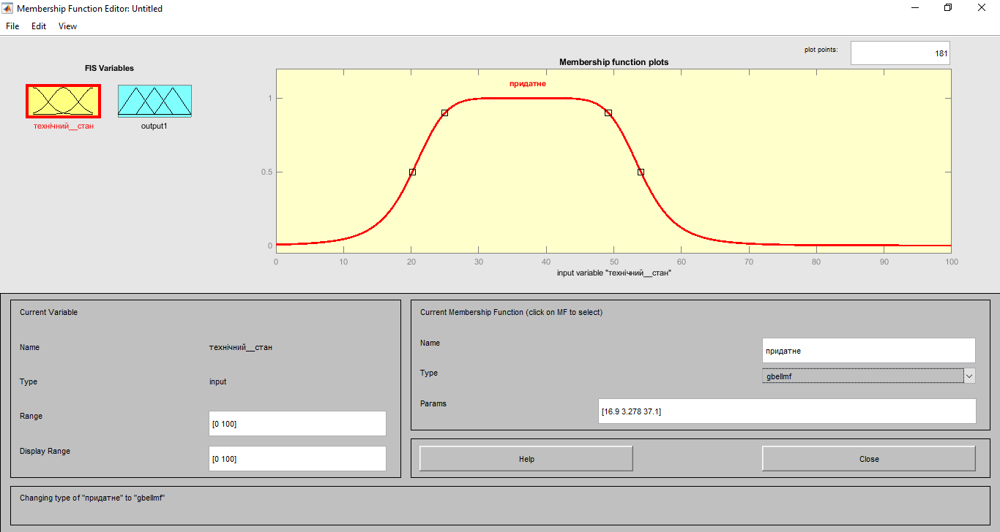 Membership Function Editor: Untitled
File Edit View
FIS Variables
технічний__стан
output1
plot points:
181
Membership function plots
придатне
1
0.5
0
0 10 20 30 40 50 60 70 80 90 100
input variable "технічний__стан"
Current Variable
Name технічний__стан
Type input
Range [0 100]
Display Range [0 100]
Current Membership Function (click on MF to select)
Name придатне
Type gbellmf
Params [16.9 3.278 37.1]
Help Close
Changing type of "придатне" to "gbellmf"